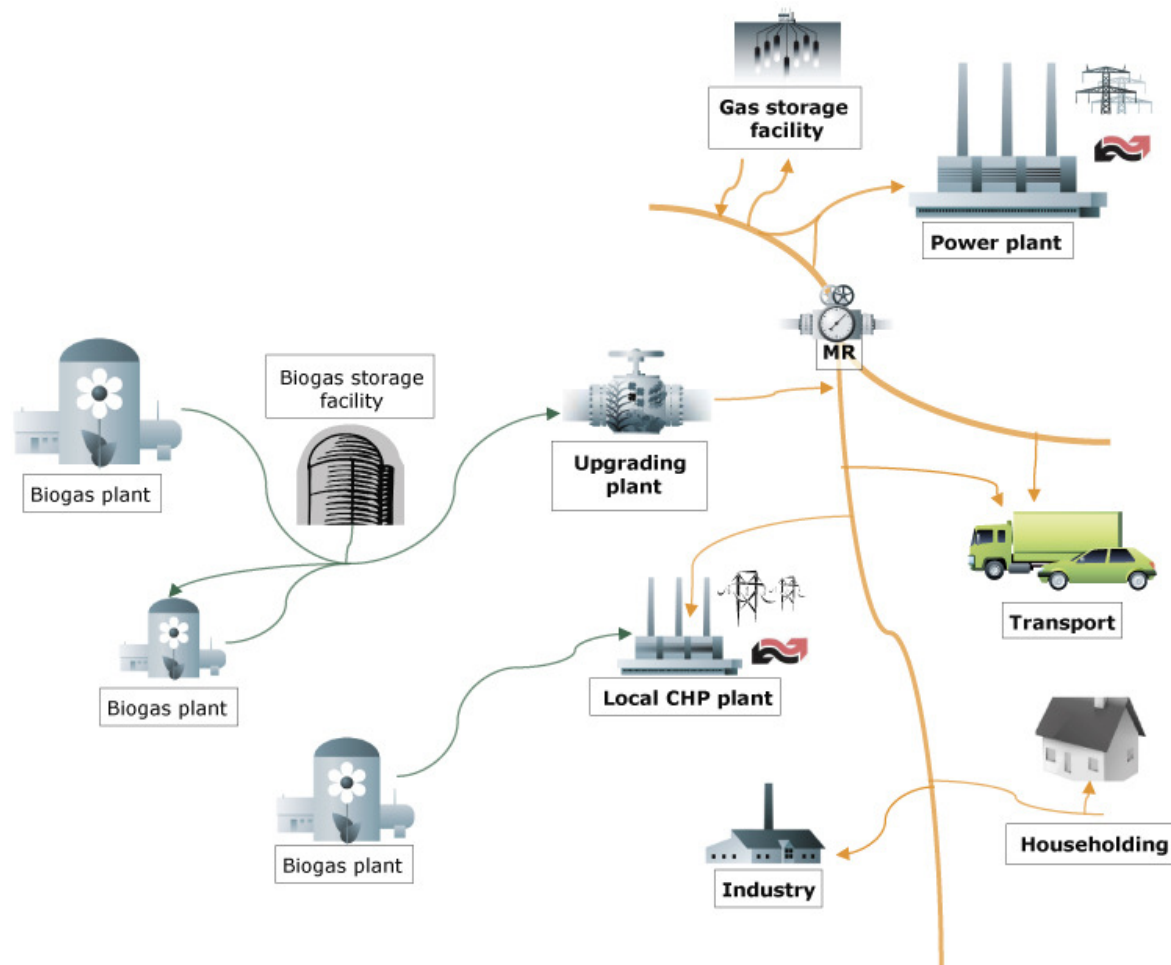 Gas storage
facility
Power plant
MR
Biogas storage
facility
Upgrading
plant
Biogas plant
Transport
Biogas plant
Local CHP plant
Householding
Biogas plant
Industry